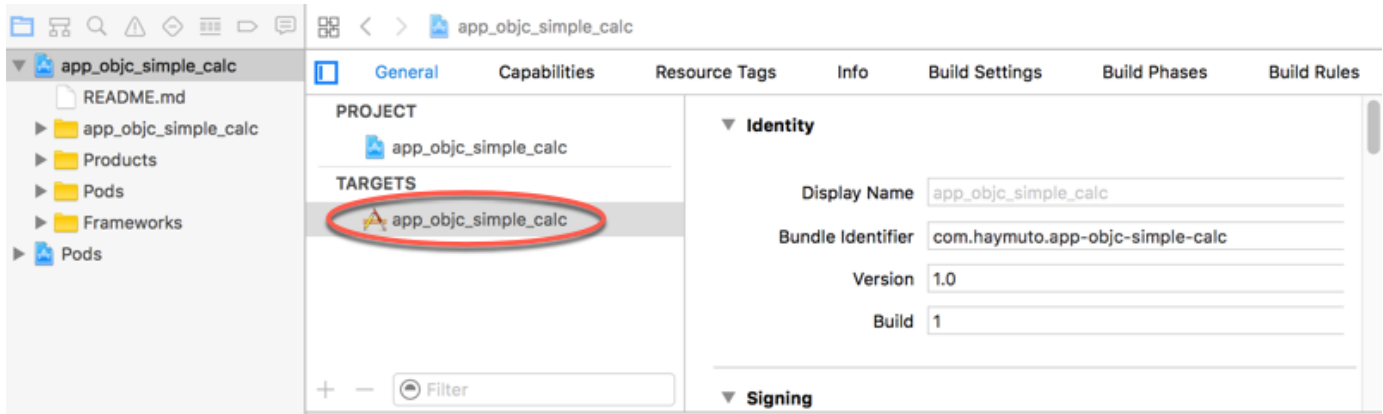 app_objc_simple_calc
app_objc_simple_calc
README.md
app_objc_simple_calc
Products
Pods
Frameworks
Pods
General Capabilities Resource Tags Info Build Settings Build Phases Build Rules
PROJECT
app_objc_simple_calc
TARGETS
app_objc_simple_calc
Filter
Identity
Display Name app_objc_simple_calc
Bundle Identifier com.haymuto.app-objc-simple-calc
Version 1.0
Build 1
Signing